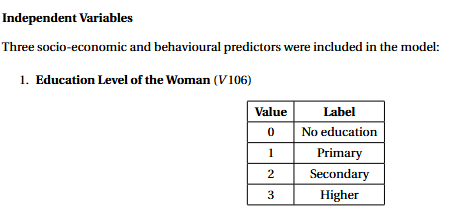 Independent Variables
Three socio-economic and behavioural predictors were included in the model:
1. Education Level of the Woman (V106)
Value Label
0 No education
1 Primary
2 Secondary
3 Higher